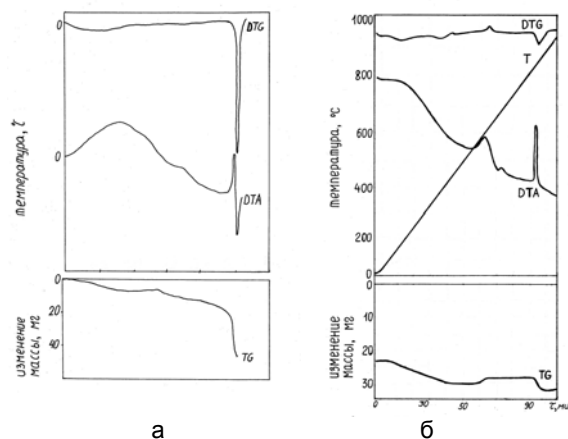 0
DTG
температура, °C
0
DTA
0
20
40
изменение
массы, мг
TG
а
1000
DTG
T
800
600
400
DTA
200
0
температура, °C
0
10
20
30
изменение
массы, мг
TG
0
30
60
90
τ, мин
б